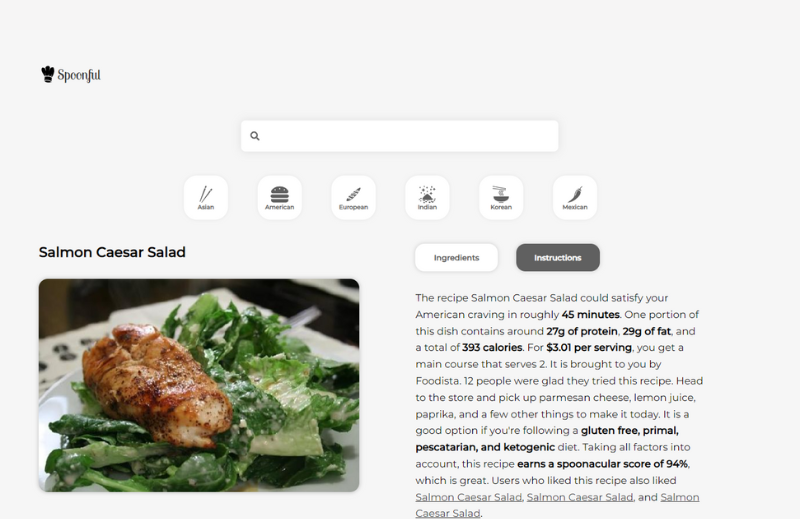 Spoonful
Asian
American
European
Indian
Korean
Mexican
Salmon Caesar Salad
Ingredients
Instructions
The recipe Salmon Caesar Salad could satisfy your
American craving in roughly 45 minutes. One portion of
this dish contains around 27g of protein, 29g of fat, and
a total of 393 calories. For $3.01 per serving, you get a
main course that serves 2. It is brought to you by
Foodista. 12 people were glad they tried this recipe. Head
to the store and pick up parmesan cheese, lemon juice,
paprika, and a few other things to make it today. It is a
good option if you're following a gluten free, primal,
pescatarian, and ketogenic diet. Taking all factors into
account, this recipe earns a spoonacular score of 94%,
which is great. Users who liked this recipe also liked
Salmon Caesar Salad, Salmon Caesar Salad, and Salmon
Caesar Salad.